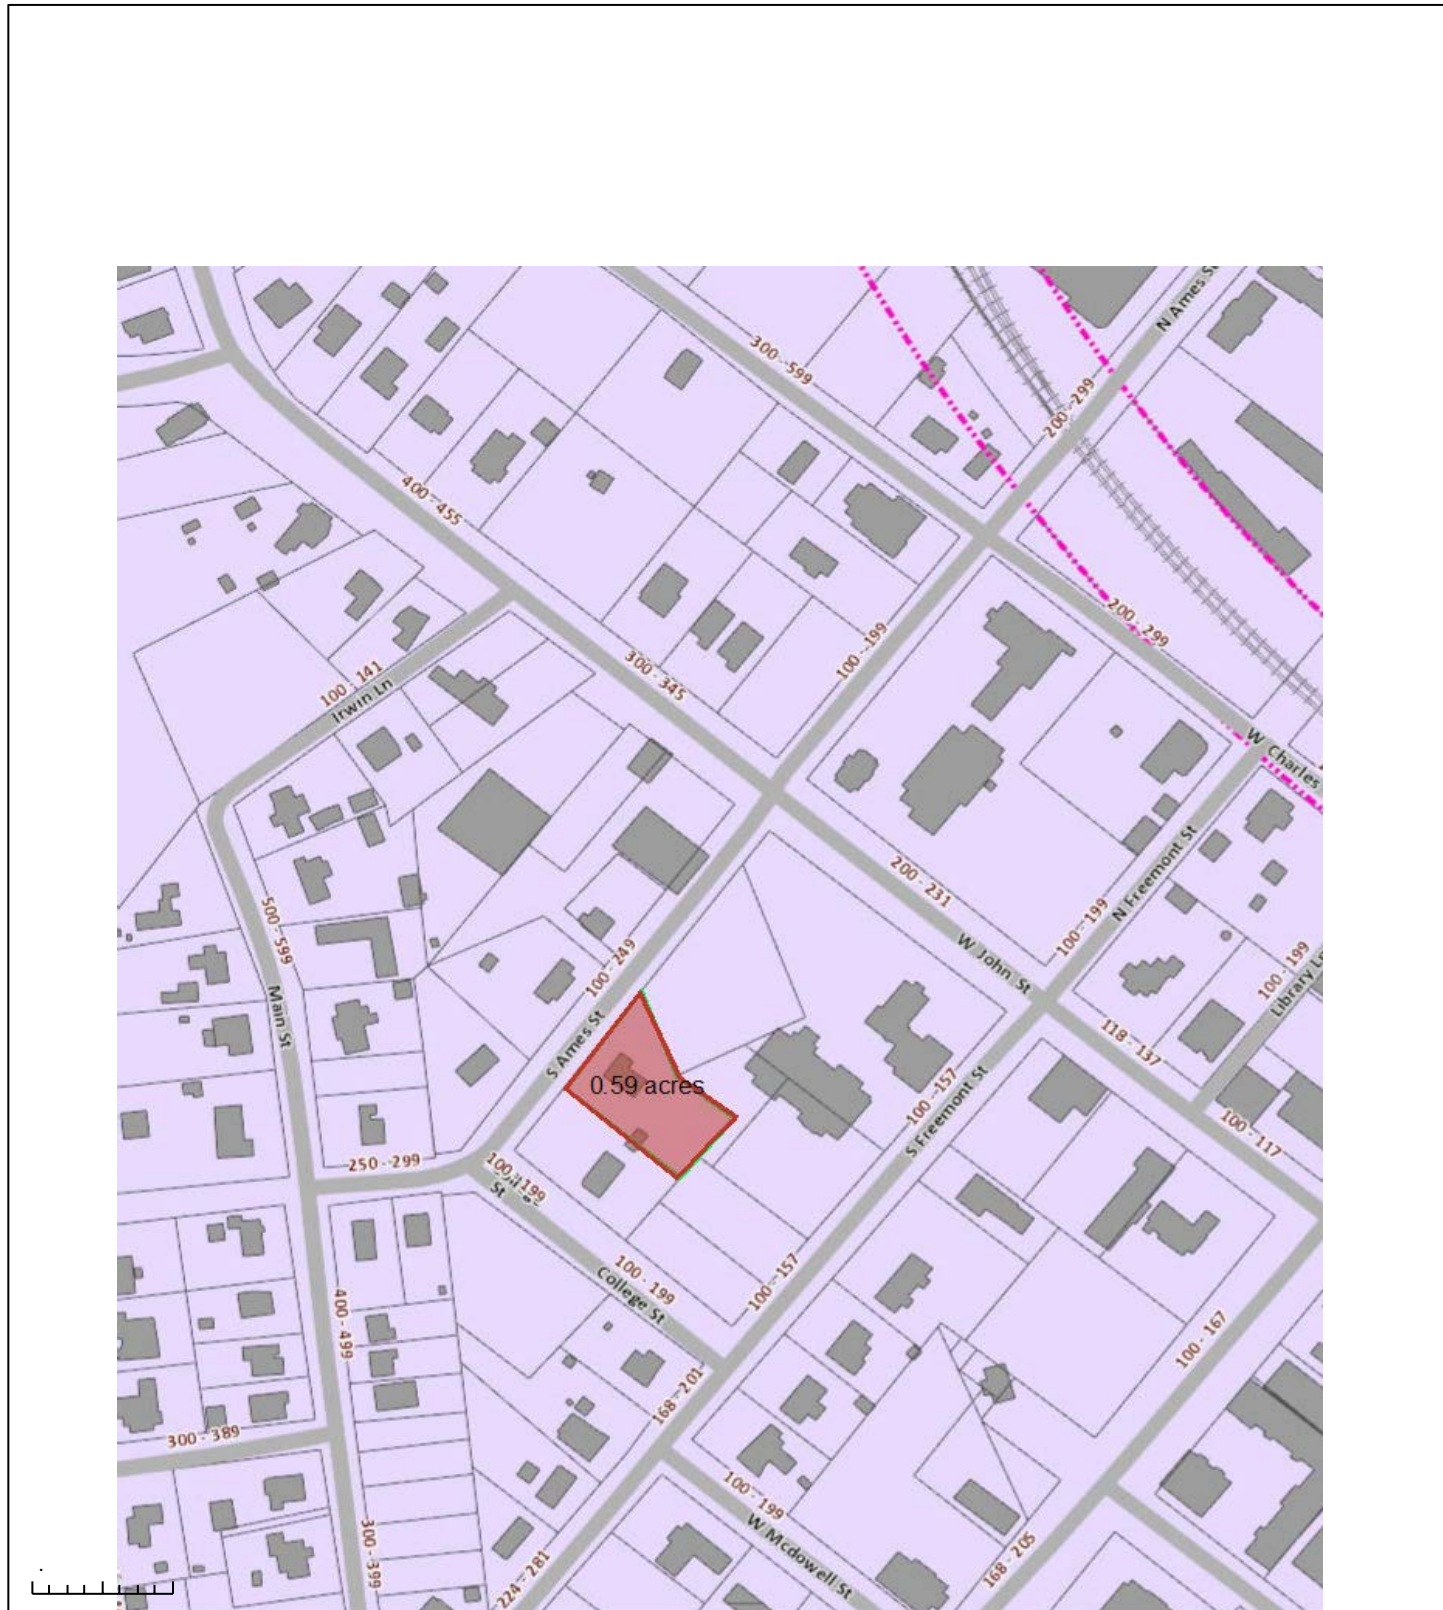 N Ames St
300 - 599
200 - 299
400 - 455
200 - 299
100 - 199
300 - 345
100 - 141
Irwin Ln
W Charles
200 - 231
N Freemont St
500 - 599
100 - 249
100 - 199
W John St
100 - 199
Library Ln
Main St
S Ames St
118 - 137
0.59 acres
100 - 157
S Freemont St
100 - 117
250 - 299
100 - 199
St
100 - 199
College St
100 - 157
400 - 499
100 - 167
168 - 201
300 - 389
100 - 199
W Mcdowell St
300 - 399
224 - 281
168 - 205